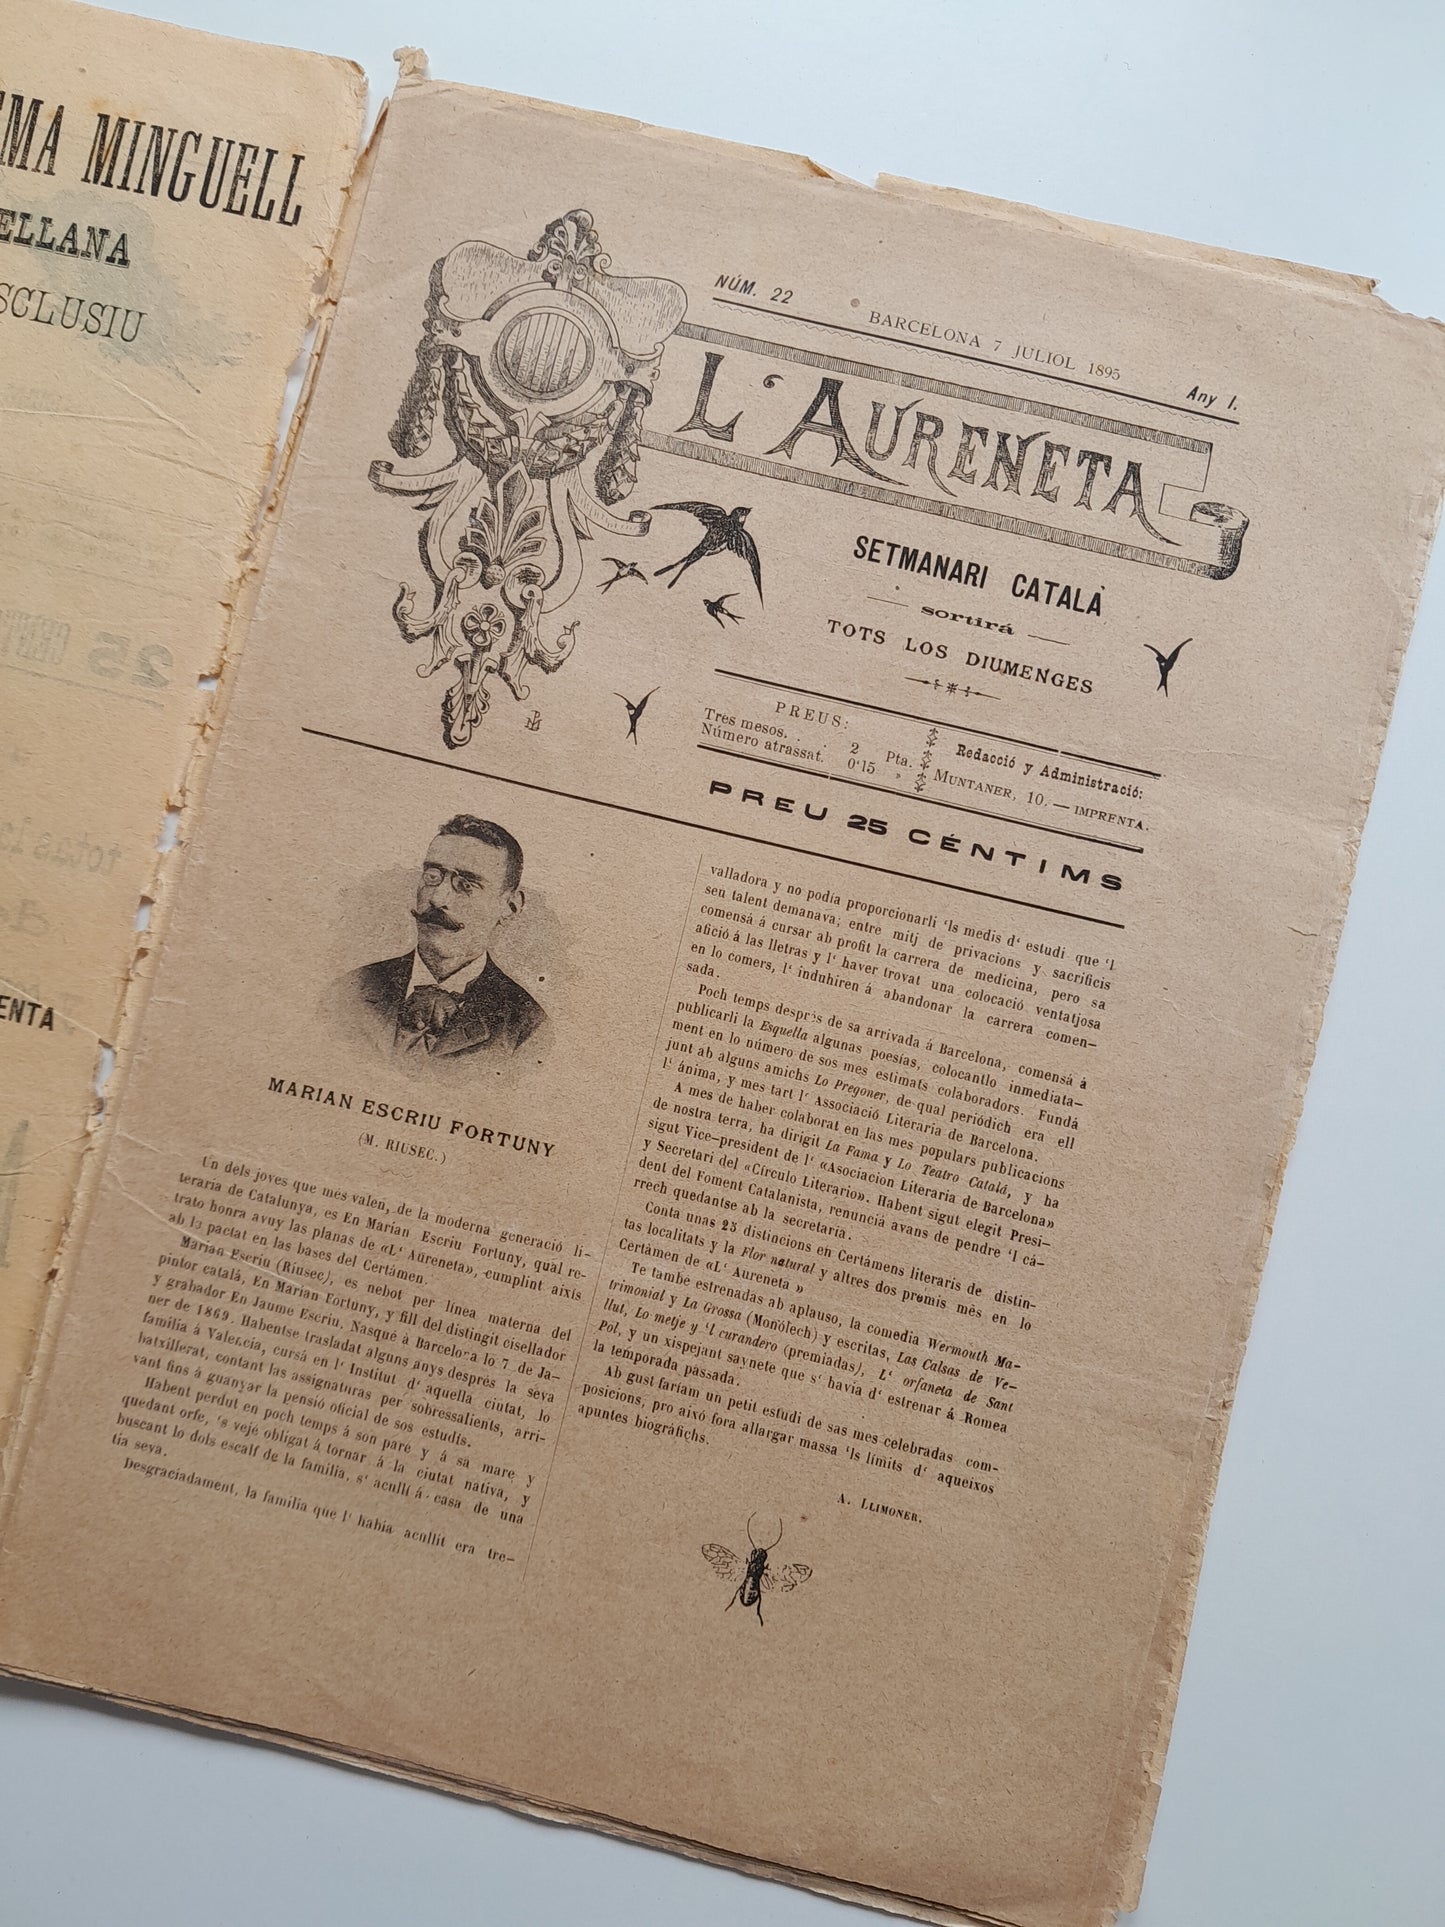 EMA MINGUELL
ELLANA
SCLUSIU
ENTA
NÚM. 22
BARCELONA 7 JULIOL 1895
Any I.
L'AURENETA
SETMANARI CATALÀ
sortirá
TOTS LOS DIUMENGES
PREUS:
Tres mesos. . . 2 Pta.
Número atrassat. 0'15 »
Redacció y Administració:
MUNTANER, 10. — IMPRENTA.
PREU 25 CÉNTIMS
MARIAN ESCRIU FORTUNY
(M. RIUSEC.)
Un dels joves que més valen, de la moderna generació li-
teraria de Catalunya, es En Marian Escriu Fortuny, qual re-
trato honra avuy las planas de «L' Aureneta», cumplint aixis
ab lo pactat en las bases del Certámen.
Marian Escriu (Riusec), es nebot per línea materna del
pintor catalá, En Marian Fortuny, y fill del distingit cisellador
y grabador En Jaume Escriu. Nasqué á Barcelona lo 7 de Ja-
ner de 1869. Habentse trasladat alguns anys després la seva
familia á Valencia, cursá en l' Institut d' aquella ciutat, lo
batxillerat, contant las assignaturas per sobressalients, arri-
vant fins á guanyar la pensió oficial de sos estudis.
Habent perdut en poch temps á son pare y á sa mare y
quedant orfe, 's vejé obligat á tornar á la ciutat nativa, y
buscant lo dols escalf de la familia, s' acullí á casa de una
tia seva.
Desgraciadament, la familia que l' habia acullit era tre-
valladora y no podía proporcionarli 'ls medis d' estudi que 'l
seu talent demanava; entre mitj de privacions y sacrificis
comensá á cursar ab profit la carrera de medicina, pero sa
afició á las lletras y l' haver trovat una colocació ventatjosa
en lo comers, l' induhiren á abandonar la carrera comen-
sada.
Poch temps després de sa arrivada á Barcelona, comensá á
publicarli la Esquella algunas poesías, colocantlo inmediata-
ment en lo número de sos mes estimats colaboradors. Fundá
junt ab alguns amichs Lo Pregoner, de qual periódich era ell
l' ánima, y mes tart l' Associació Literaria de Barcelona.
A mes de haber colaborat en las mes populars publicacions
de nostra terra, ha dirigit La Fama y Lo Teatro Catalá, y ha
sigut Vice-president de l' «Asociacion Literaria de Barcelona»
y Secretari del «Círculo Literario». Habent sigut elegit Presi-
dent del Foment Catalanista, renunciá avans de pendre 'l cá-
rrech quedantse ab la secretaría.
Conta unas 25 distincions en Certámens literaris de distin-
tas localitats y la Flor natural y altres dos premis més en lo
Certámen de «L' Aureneta »
Te també estrenadas ab aplauso, la comedia Wermouth Ma-
trimonial y La Grossa (Monólech) y escritas, Las Calsas de Ve-
llut, Lo metje y 'l curandero (premiadas), L' orfaneta de Sant
Pol, y un xispejant saynete que s' havia d' estrenar á Romea
la temporada passada.
Ab gust faríam un petit estudi de sas mes celebradas com-
posicions, pro aixó fora allargar massa 'ls límits d' aqueixos
apuntes biográfichs.
A. LLIMONER.